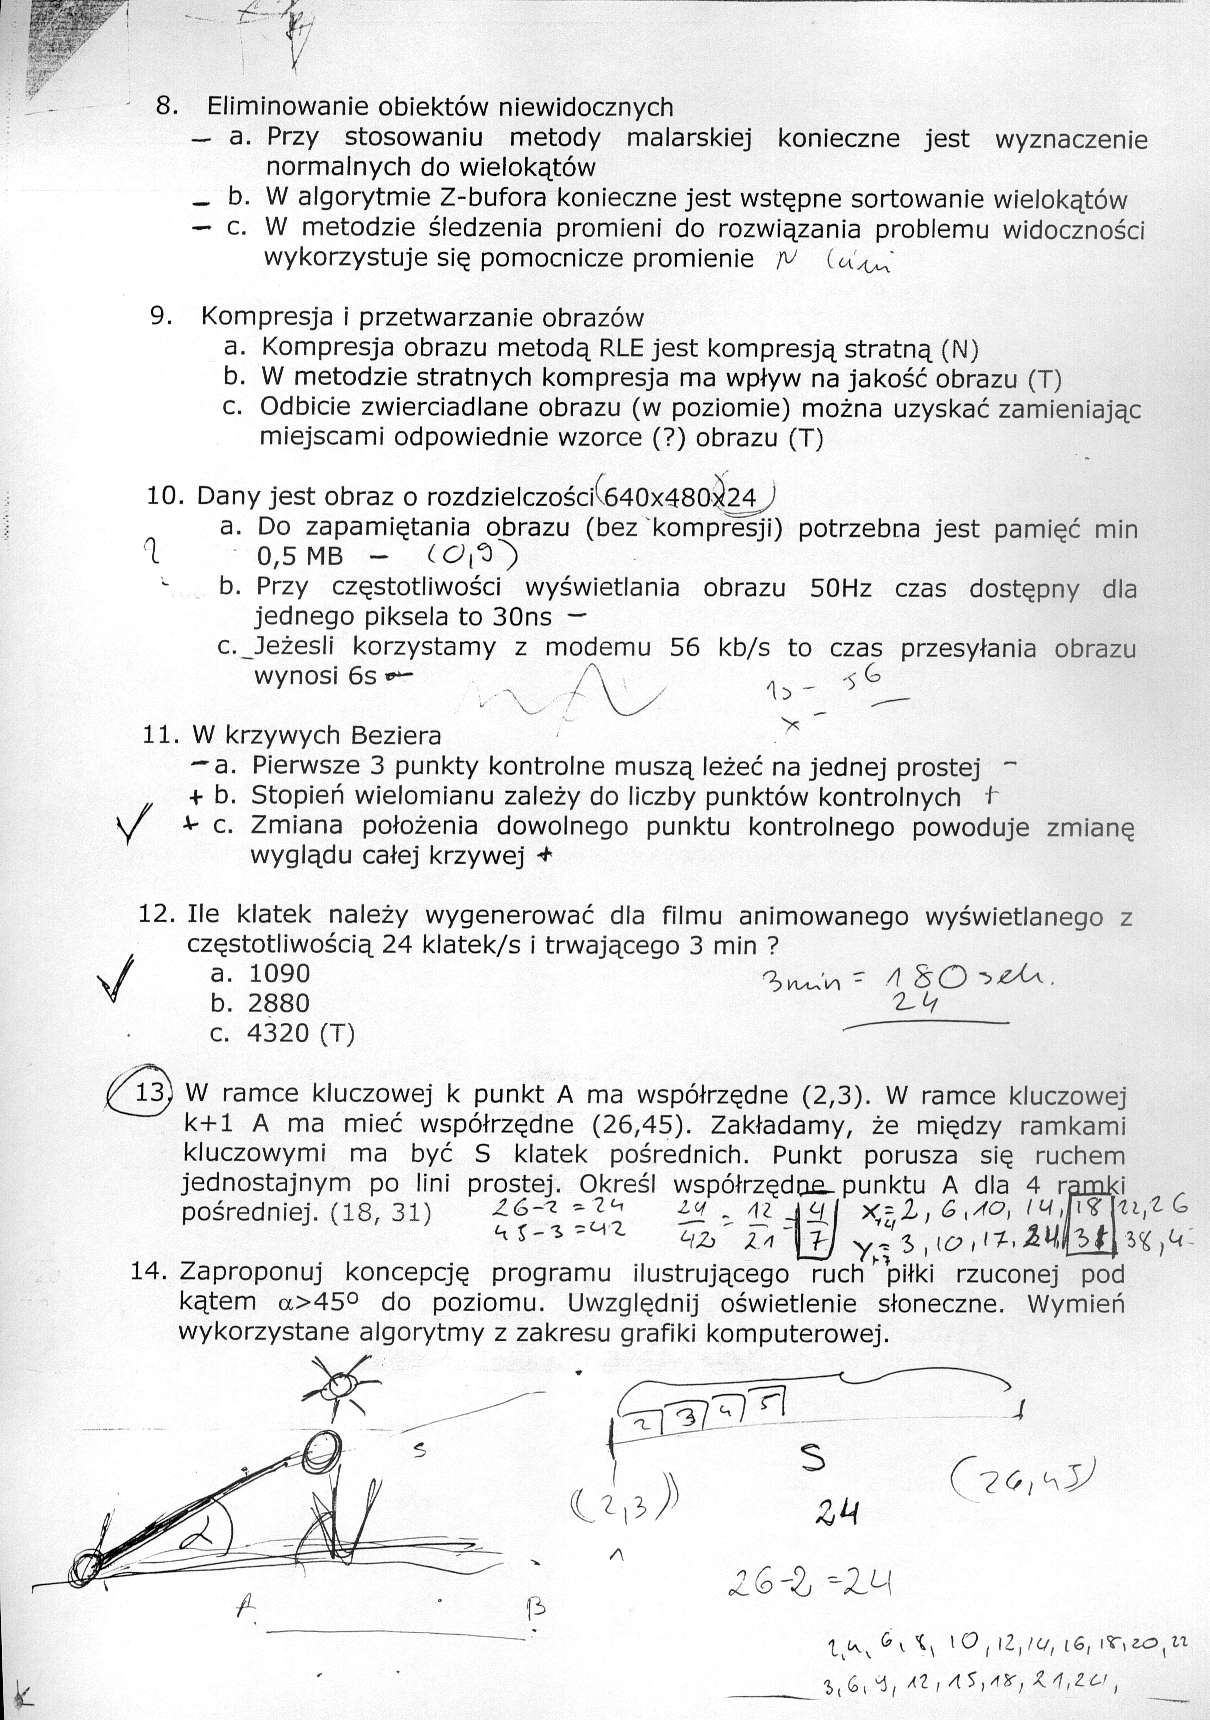 8. Eliminowanie obiektów niewidocznych
– a. Przy stosowaniu metody malarskiej konieczne jest wyznaczenie
normalnych do wielokątów
– b. W algorytmie Z-bufora konieczne jest wstępne sortowanie wielokątów
– c. W metodzie śledzenia promieni do rozwiązania problemu widoczności
wykorzystuje się pomocnicze promienie N
9. Kompresja i przetwarzanie obrazów
a. Kompresja obrazu metodą RLE jest kompresją stratną (N)
b. W metodzie stratnych kompresja ma wpływ na jakość obrazu (T)
c. Odbicie zwierciadlane obrazu (w poziomie) można uzyskać zamieniając
miejscami odpowiednie wzorce (?) obrazu (T)
10. Dany jest obraz o rozdzielczości 640x480x24
a. Do zapamiętania obrazu (bez kompresji) potrzebna jest pamięć min
0,5 MB – (0,9)
b. Przy częstotliwości wyświetlania obrazu 50Hz czas dostępny dla
jednego piksela to 30ns –
c. Jeżesli korzystamy z modemu 56 kb/s to czas przesyłania obrazu
wynosi 6s –
1s – 56
x –
11. W krzywych Beziera
– a. Pierwsze 3 punkty kontrolne muszą leżeć na jednej prostej –
+ b. Stopień wielomianu zależy do liczby punktów kontrolnych +
+ c. Zmiana położenia dowolnego punktu kontrolnego powoduje zmianę
wyglądu całej krzywej +
12. Ile klatek należy wygenerować dla filmu animowanego wyświetlanego z
częstotliwością 24 klatek/s i trwającego 3 min ?
a. 1090
3min = 180 sek.
b. 2880
24
c. 4320 (T)
13. W ramce kluczowej k punkt A ma współrzędne (2,3). W ramce kluczowej
k+1 A ma mieć współrzędne (26,45). Zakładamy, że między ramkami
kluczowymi ma być S klatek pośrednich. Punkt porusza się ruchem
jednostajnym po lini prostej. Określ współrzędne punktu A dla 4 ramki
pośredniej. (18, 31) 26-2 = 24 24/42 = 12/21 = 4/7 x = 2, 6, 10, 14, 18, 22, 26
45-3 = 42 +4 y = 3, 10, 17, 24, 31, 38, 4
+7
14. Zaproponuj koncepcję programu ilustrującego ruch piłki rzuconej pod
kątem α>45° do poziomu. Uwzględnij oświetlenie słoneczne. Wymień
wykorzystane algorytmy z zakresu grafiki komputerowej.
2 3 4 5
S
S
(2,3)
(26,45)
α
24
1
26-2 = 24
A B
2, 4, 6, 8, 10, 12, 14, 16, 18, 20, 22
3, 6, 9, 12, 15, 18, 21, 24,